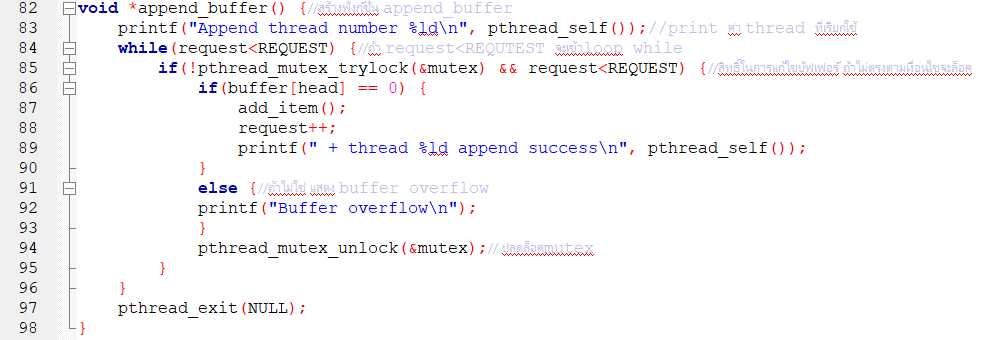 82 void *append_buffer() {//สร้างฟังก์ชั่น append_buffer
83 printf("Append thread number %ld\n", pthread_self());//print ค่า thread ที่เรียกใช้
84 while(request<REQUEST) {//ถ้า request<REQUTEST จะเข้าloop while
85 if(!pthread_mutex_trylock(&mutex) && request<REQUEST) {//สิทธิ์ในการแก้ไขบัฟเฟอร์ ถ้าไม่ตรงตามเงื่อนไขจะล็อค
86 if(buffer[head] == 0) {
87 add_item();
88 request++;
89 printf(" + thread %ld append success\n", pthread_self());
90 }
91 else {//ถ้าไม่ใช่ แสดง buffer overflow
92 printf("Buffer overflow\n");
93 }
94 pthread_mutex_unlock(&mutex);// ปลดล็อคmutex
95 }
96 }
97 pthread_exit(NULL);
98 }